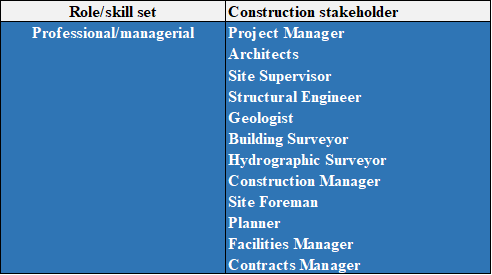 Role/skill set Construction stakeholder
Professional/managerial Project Manager
Architects
Site Supervisor
Structural Engineer
Geologist
Building Surveyor
Hydrographic Surveyor
Construction Manager
Site Foreman
Planner
Facilities Manager
Contracts Manager